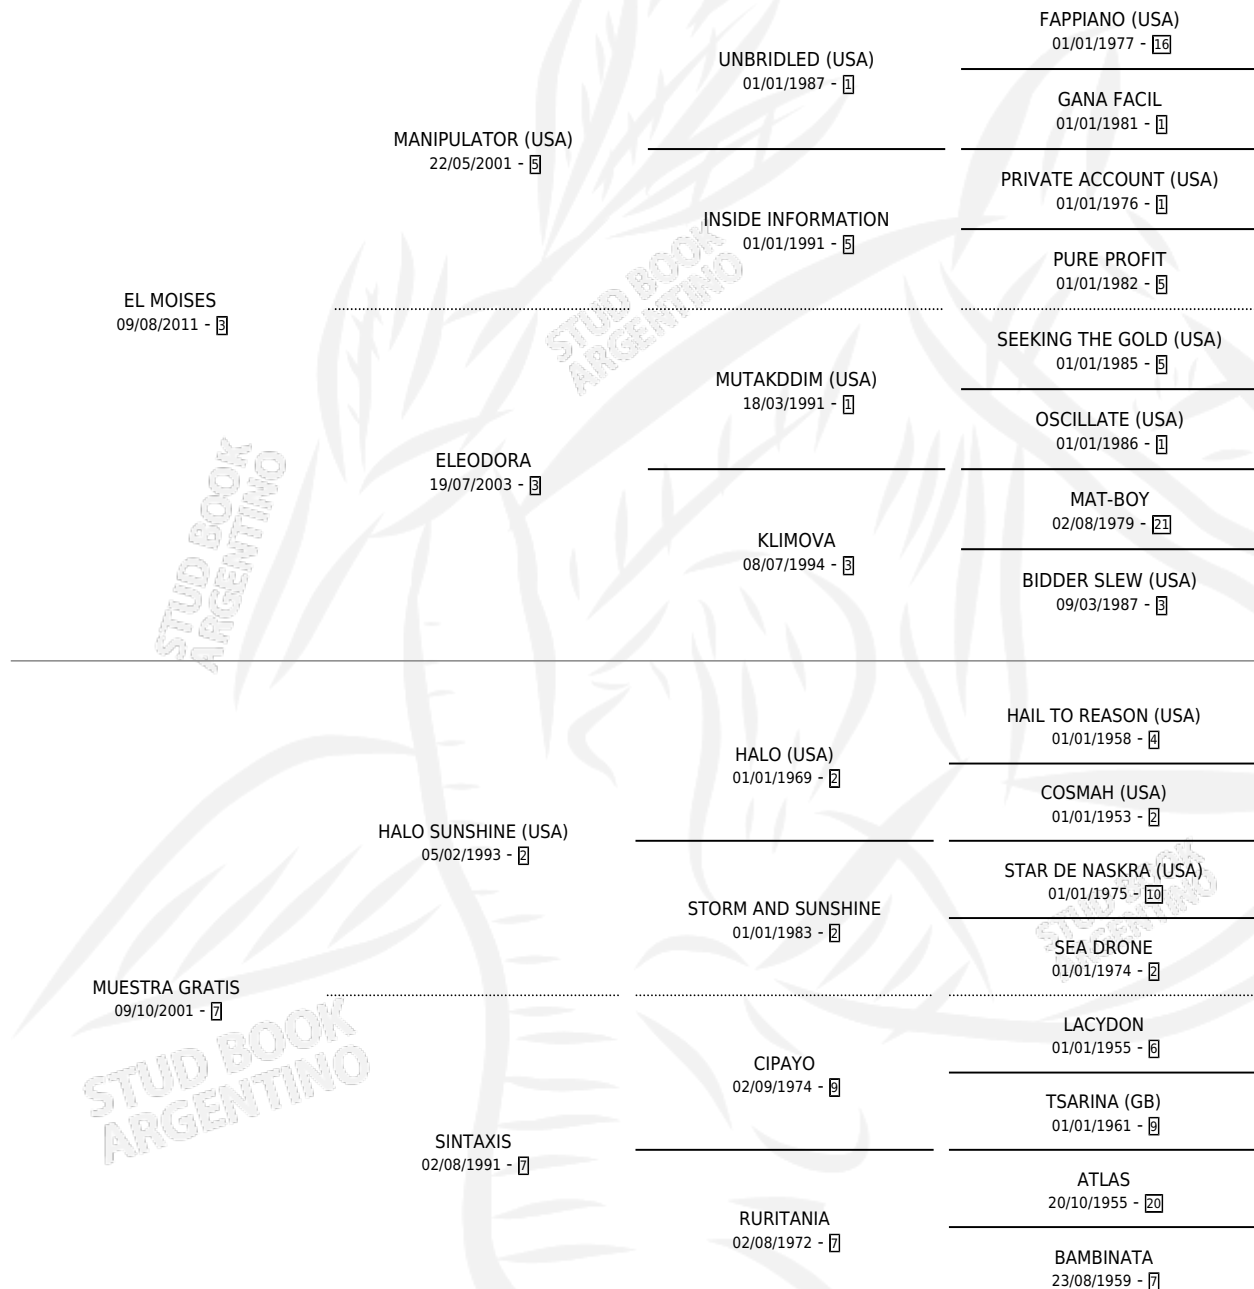 FAPPIANO (USA)
01/01/1977 - 16
UNBRIDLED (USA)
01/01/1987 - 1
GANA FACIL
01/01/1981 - 1
MANIPULATOR (USA)
22/05/2001 - 5
PRIVATE ACCOUNT (USA)
01/01/1976 - 1
INSIDE INFORMATION
01/01/1991 - 5
PURE PROFIT
01/01/1982 - 5
EL MOISES
09/08/2011 - 3
SEEKING THE GOLD (USA)
01/01/1985 - 5
MUTAKDDIM (USA)
18/03/1991 - 1
OSCILLATE (USA)
01/01/1986 - 1
ELEODORA
19/07/2003 - 3
MAT-BOY
02/08/1979 - 21
KLIMOVA
08/07/1994 - 3
BIDDER SLEW (USA)
09/03/1987 - 3
HAIL TO REASON (USA)
01/01/1958 - 4
HALO (USA)
01/01/1969 - 2
COSMAH (USA)
01/01/1953 - 2
HALO SUNSHINE (USA)
05/02/1993 - 2
STAR DE NASKRA (USA)
01/01/1975 - 10
STORM AND SUNSHINE
01/01/1983 - 2
SEA DRONE
01/01/1974 - 2
MUESTRA GRATIS
09/10/2001 - 7
LACYDON
01/01/1955 - 6
CIPAYO
02/09/1974 - 9
TSARINA (GB)
01/01/1961 - 9
SINTAXIS
02/08/1991 - 7
ATLAS
20/10/1955 - 20
RURITANIA
02/08/1972 - 7
BAMBINATA
23/08/1959 - 7
STUD BOOK
ARGENTINO
STUD BOOK
ARGENTINO
STUD BOOK
ARGENTINO
STUD BOOK
ARGENTINO